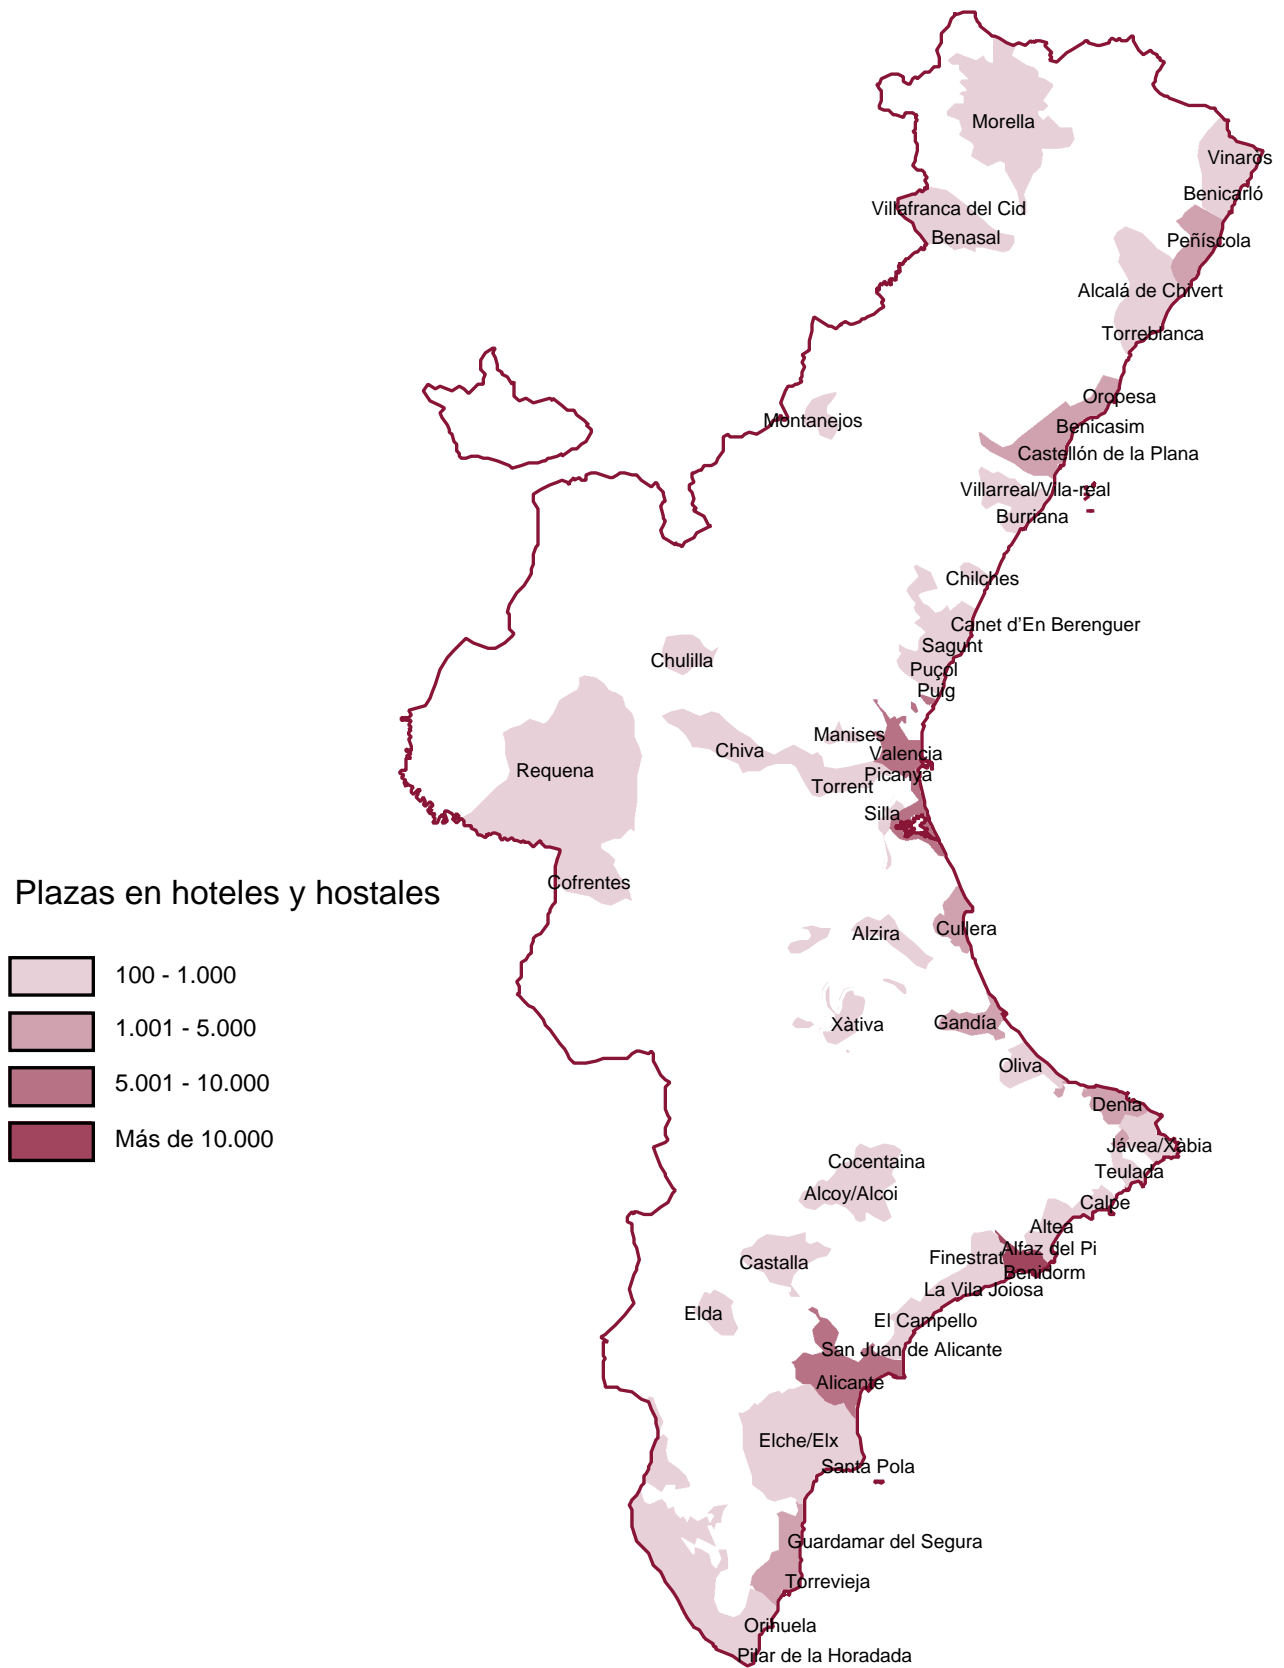 Morella
Vinaròs
Benicarló
Villafranca del Cid
Benasal
Peñíscola
Alcalá de Chivert
Torreblanca
Oropesa
Montanejos
Benicasim
Castellón de la Plana
Villarreal/Vila-real
Burriana
Chilches
Canet d'En Berenguer
Sagunt
Chulilla
Puçol
Puig
Manises
Chiva
Valencia
Requena
Picanya
Torrent
Silla
Cofrentes
Plazas en hoteles y hostales
Alzira
Cullera
100 - 1.000
Xàtiva
Gandía
1.001 - 5.000
Oliva
5.001 - 10.000
Denia
Más de 10.000
Jávea/Xàbia
Cocentaina
Teulada
Alcoy/Alcoi
Calpe
Altea
Alfaz del Pi
Finestrat
Castalla
Benidorm
La Vila Joiosa
Elda
El Campello
San Juan de Alicante
Alicante
Elche/Elx
Santa Pola
Guardamar del Segura
Torrevieja
Orihuela
Pilar de la Horadada